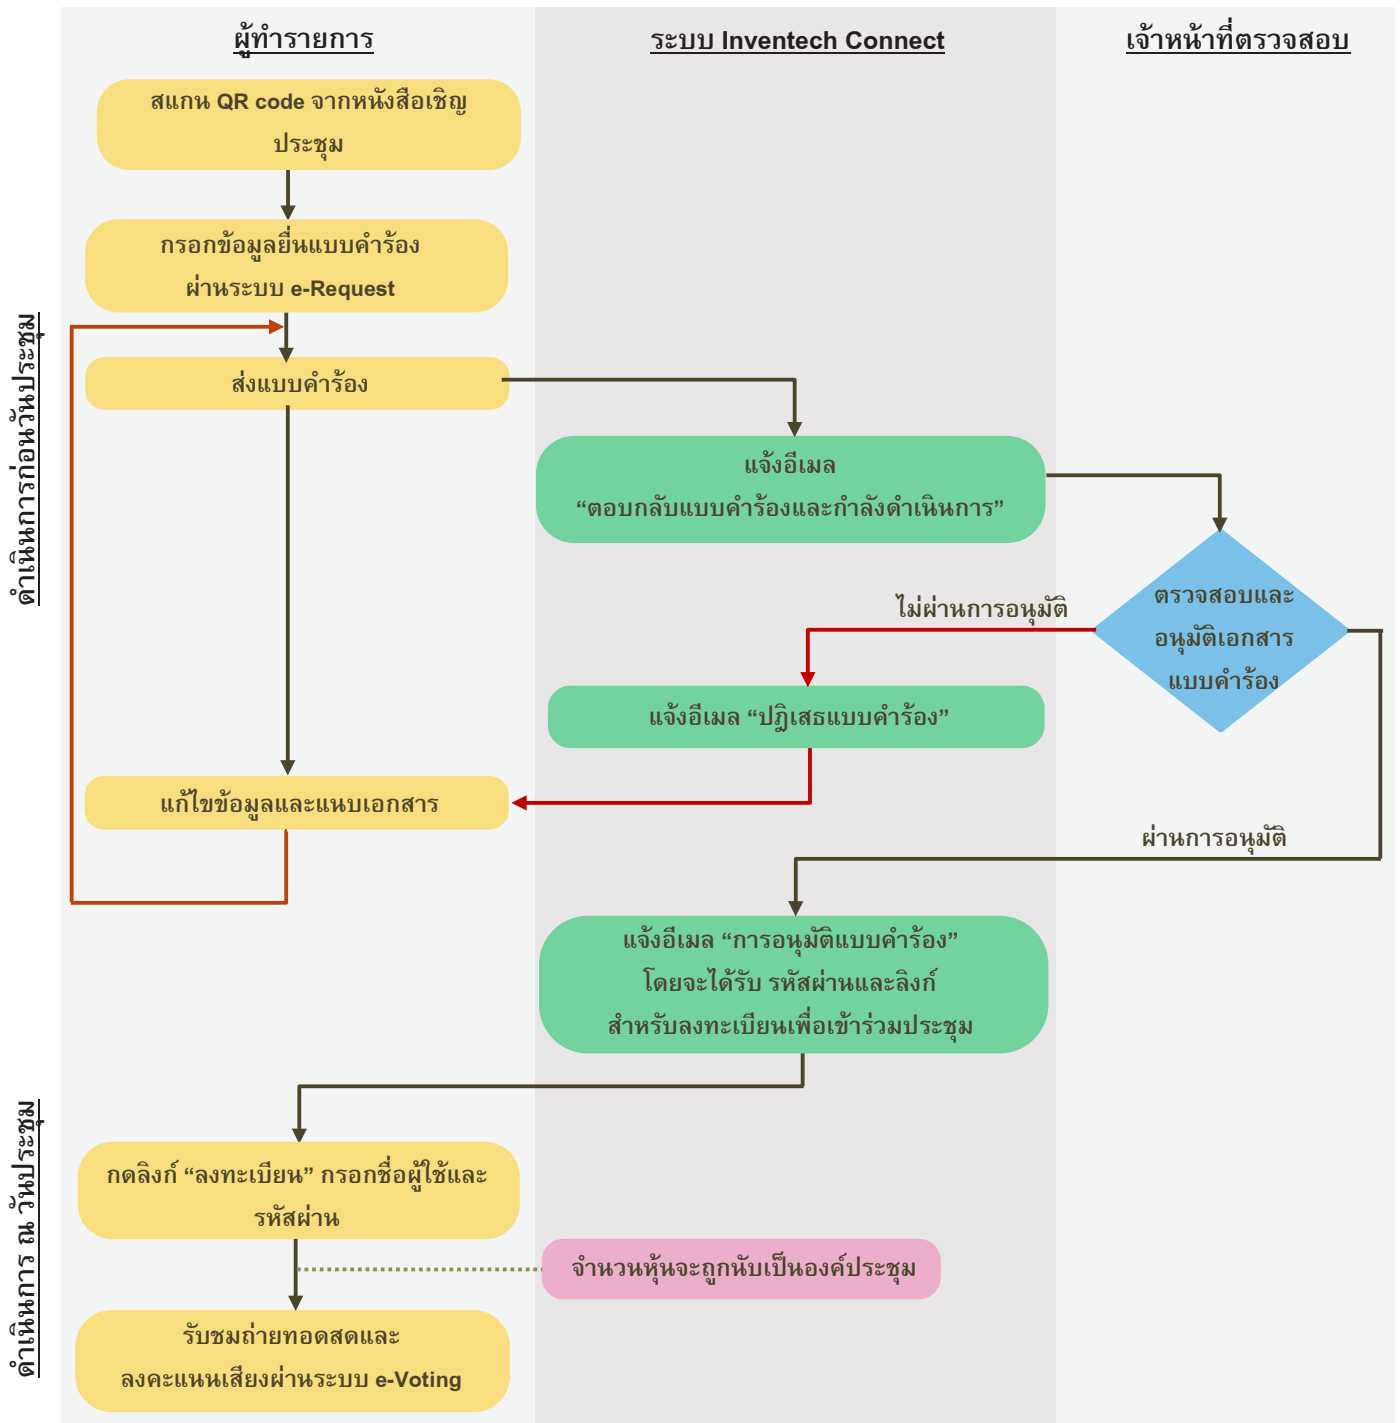 ผู้ทำรายการ
ระบบ Inventech Connect
เจ้าหน้าที่ตรวจสอบ
ดำเนินการก่อนวันประชุม
สแกน QR code จากหนังสือเชิญ
ประชุม
กรอกข้อมูลยื่นแบบคำร้อง
ผ่านระบบ e-Request
ส่งแบบคำร้อง
แจ้งอีเมล
“ตอบกลับแบบคำร้องและกำลังดำเนินการ”
ตรวจสอบและ
อนุมัติเอกสาร
แบบคำร้อง
ไม่ผ่านการอนุมัติ
แจ้งอีเมล “ปฎิเสธแบบคำร้อง”
แก้ไขข้อมูลและแนบเอกสาร
ผ่านการอนุมัติ
แจ้งอีเมล “การอนุมัติแบบคำร้อง”
โดยจะได้รับ รหัสผ่านและลิงก์
สำหรับลงทะเบียนเพื่อเข้าร่วมประชุม
ดำเนินการ ณ วันประชุม
กดลิงก์ “ลงทะเบียน” กรอกชื่อผู้ใช้และ
รหัสผ่าน
จำนวนหุ้นจะถูกนับเป็นองค์ประชุม
รับชมถ่ายทอดสดและ
ลงคะแนนเสียงผ่านระบบ e-Voting